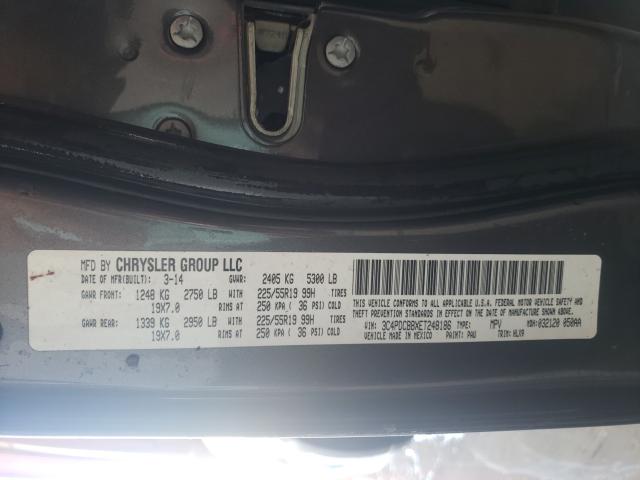 MFD BY CHRYSLER GROUP LLC
DATE OF MFR(BUILT): 3-14 GVWR: 2405 KG 5300 LB
GAWR FRONT: 1248 KG 2750 LB WITH 225/55R19 99H TIRES
19X7.0 RIMS AT 250 KPA ( 36 PSI) COLD
GAWR REAR: 1339 KG 2950 LB WITH 225/55R19 99H TIRES
19X7.0 RIMS AT 250 KPA ( 36 PSI) COLD
THIS VEHICLE CONFORMS TO ALL APPLICABLE U.S.A. FEDERAL MOTOR VEHICLE SAFETY, BUMPER, AND
THEFT PREVENTION STANDARDS IN EFFECT ON THE DATE OF MANUFACTURE SHOWN ABOVE.
VIN: 3C4PDCBBXET248186 TYPE: MPV MDH: 032120 050AA
VEHICLE MADE IN MEXICO PAINT: PAU TRIM: HLX9